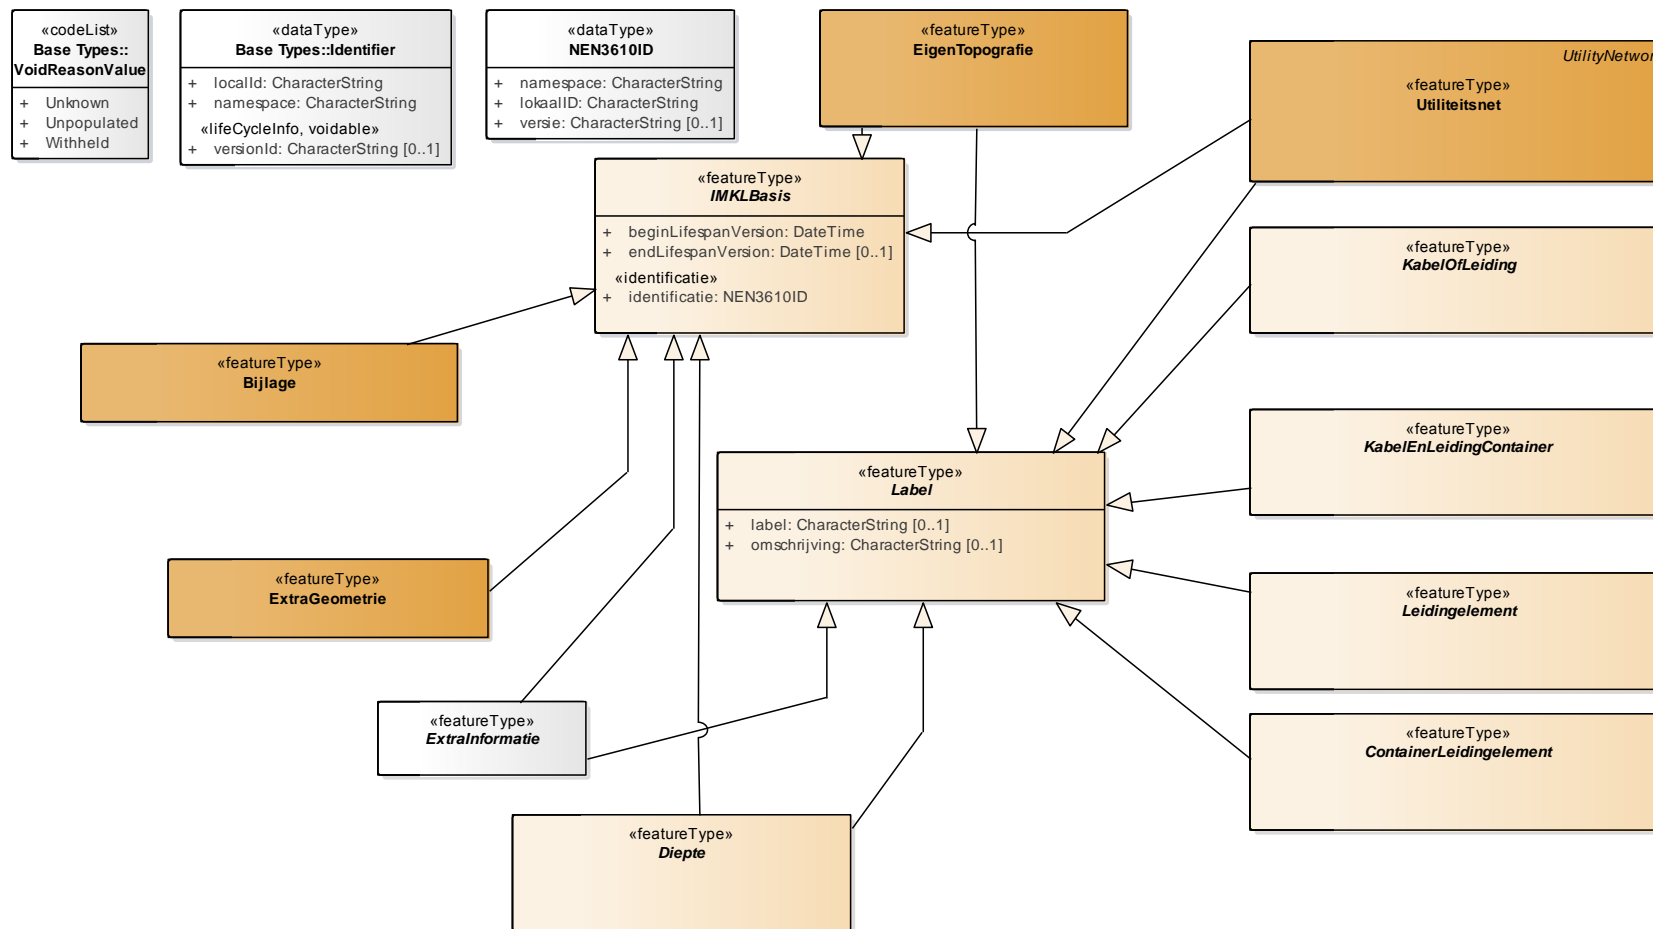 «codeList»
Base Types::
VoidReasonValue
+ Unknown
+ Unpopulated
+ Withheld
«dataType»
Base Types::Identifier
+ localId: CharacterString
+ namespace: CharacterString
«lifeCycleInfo, voidable»
+ versionId: CharacterString [0..1]
«dataType»
NEN3610ID
+ namespace: CharacterString
+ lokaalID: CharacterString
+ versie: CharacterString [0..1]
«featureType»
EigenTopografie
UtilityNetwor
«featureType»
Utiliteitsnet
«featureType»
IMKLBasis
+ beginLifespanVersion: DateTime
+ endLifespanVersion: DateTime [0..1]
«identificatie»
+ identificatie: NEN3610ID
«featureType»
KabelOfLeiding
«featureType»
Bijlage
«featureType»
KabelEnLeidingContainer
«featureType»
Label
+ label: CharacterString [0..1]
+ omschrijving: CharacterString [0..1]
«featureType»
ExtraGeometrie
«featureType»
Leidingelement
«featureType»
ExtraInformatie
«featureType»
ContainerLeidingelement
«featureType»
Diepte